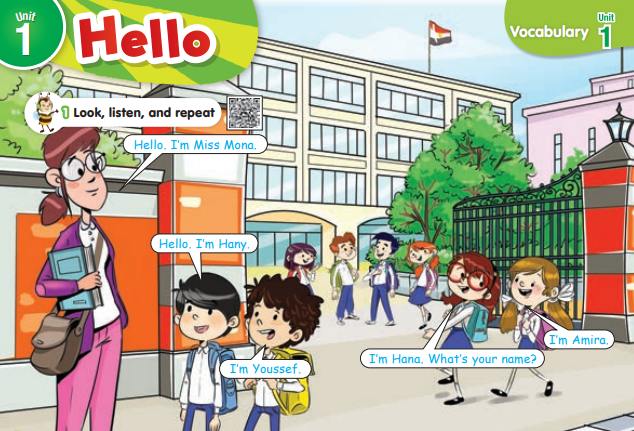 Unit
1
Hello
Vocabulary
Unit
1
1 Look, listen, and repeat
Hello. I'm Miss Mona.
Hello. I'm Hany.
I'm Youssef.
I'm Hana. What's your name?
I'm Amira.